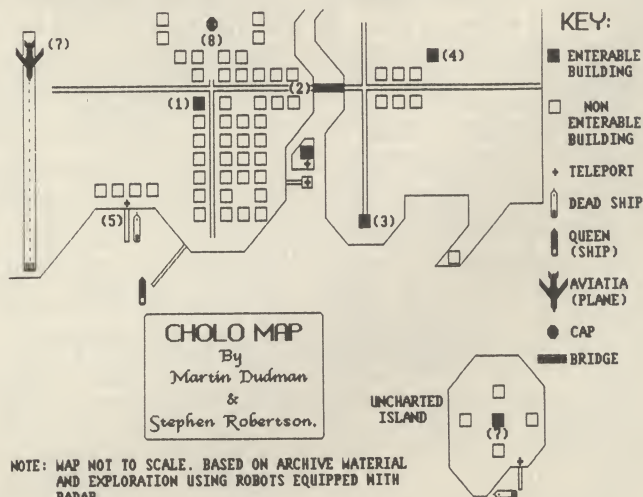 KEY:
ENTERABLE
BUILDING
NON
ENTERABLE
BUILDING
+ TELEPORT
DEAD SHIP
QUEEN
(SHIP)
AVIATIA
(PLANE)
CAP
BRIDGE
(7)
(8)
(4)
(2)
(1)
(3)
(5)
CHOLO MAP
By
Martin Dudman
&
Stephen Robertson.
UNCHARTED
ISLAND
(?)
NOTE: MAP NOT TO SCALE. BASED ON ARCHIVE MATERIAL
AND EXPLORATION USING ROBOTS EQUIPPED WITH
RADAR